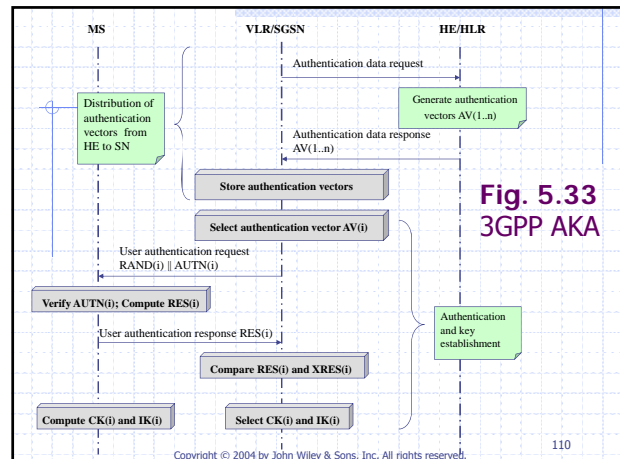 MS
VLR/SGSN
HE/HLR
Authentication data request
Distribution of
authentication
vectors from
HE to SN
Generate authentication
vectors AV(1..n)
Authentication data response
AV(1..n)
Store authentication vectors
Fig. 5.33
3GPP AKA
Select authentication vector AV(i)
User authentication request
RAND(i) || AUTN(i)
Verify AUTN(i); Compute RES(i)
Authentication
and key
establishment
User authentication response RES(i)
Compare RES(i) and XRES(i)
Compute CK(i) and IK(i)
Select CK(i) and IK(i)
110
Copyright © 2004 by John Wiley & Sons, Inc. All rights reserved.